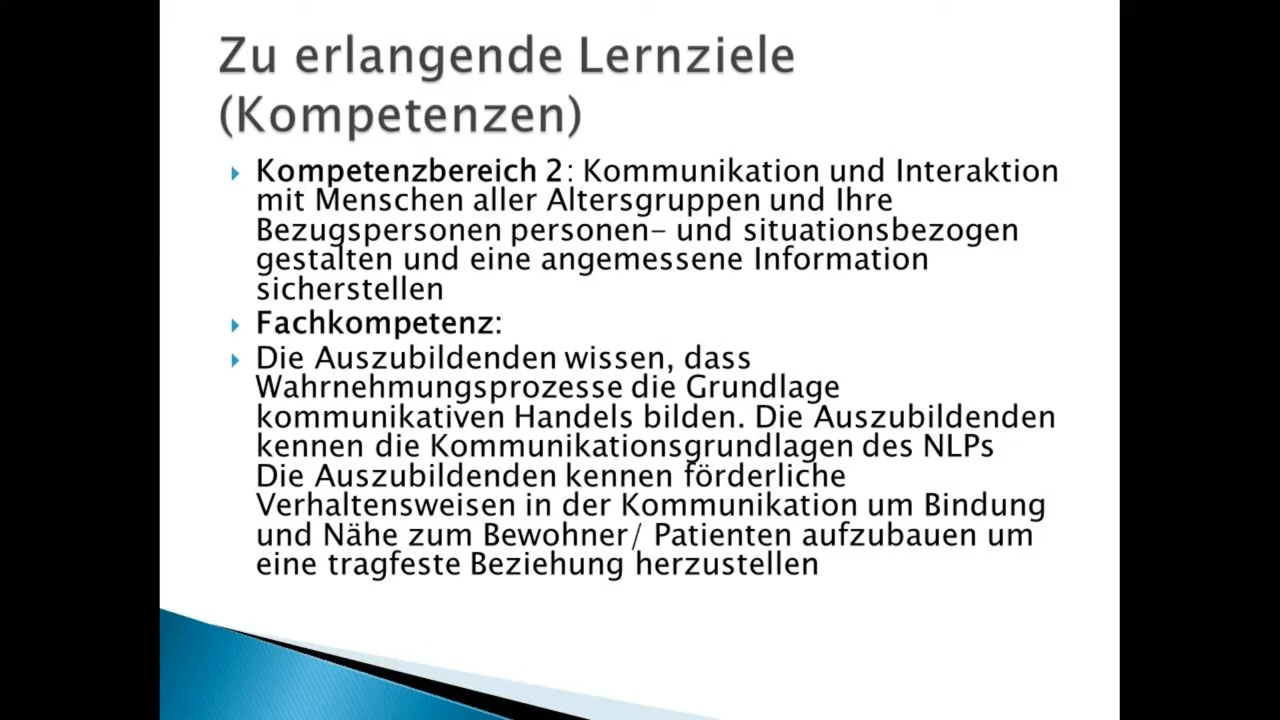 Zu erlangende Lernziele
(Kompetenzen)
Kompetenzbereich 2: Kommunikation und Interaktion
mit Menschen aller Altersgruppen und Ihre
Bezugspersonen personen- und situationsbezogen
gestalten und eine angemessene Information
sicherstellen
Fachkompetenz:
Die Auszubildenden wissen, dass
Wahrnehmungsprozesse die Grundlage
kommunikativen Handels bilden. Die Auszubildenden
kennen die Kommunikationsgrundlagen des NLPs
Die Auszubildenden kennen förderliche
Verhaltensweisen in der Kommunikation um Bindung
und Nähe zum Bewohner/ Patienten aufzubauen um
eine tragfeste Beziehung herzustellen